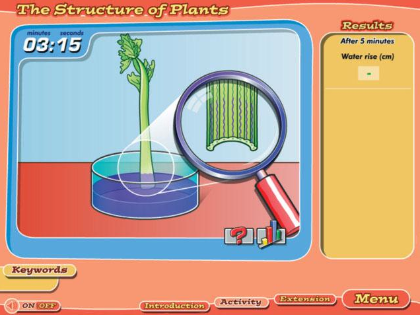 The Structure of Plants
minutes seconds
03:15
Results
After 5 minutes
Water rise (cm)
-
?
Keywords
ON OFF
Introduction
Activity
Extension
Menu